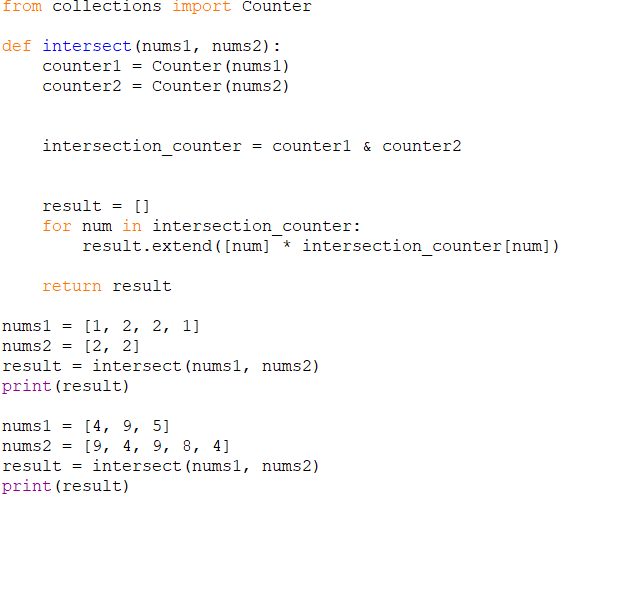 from collections import Counter
def intersect(nums1, nums2):
    counter1 = Counter(nums1)
    counter2 = Counter(nums2)
    intersection_counter = counter1 & counter2
    result = []
    for num in intersection_counter:
        result.extend([num] * intersection_counter[num])
    return result
nums1 = [1, 2, 2, 1]
nums2 = [2, 2]
result = intersect(nums1, nums2)
print(result)
nums1 = [4, 9, 5]
nums2 = [9, 4, 9, 8, 4]
result = intersect(nums1, nums2)
print(result)